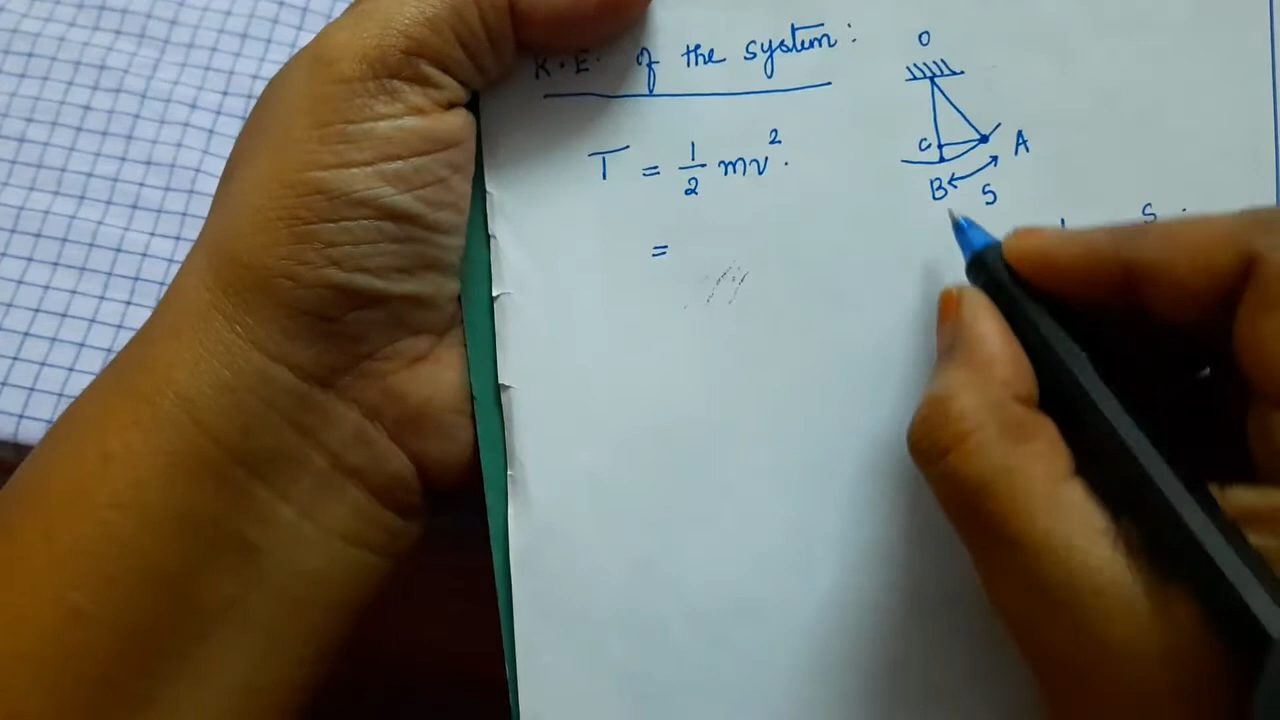 K.E. of the system:
O
T = 1/2 mv².
C
A
B
S
S
=